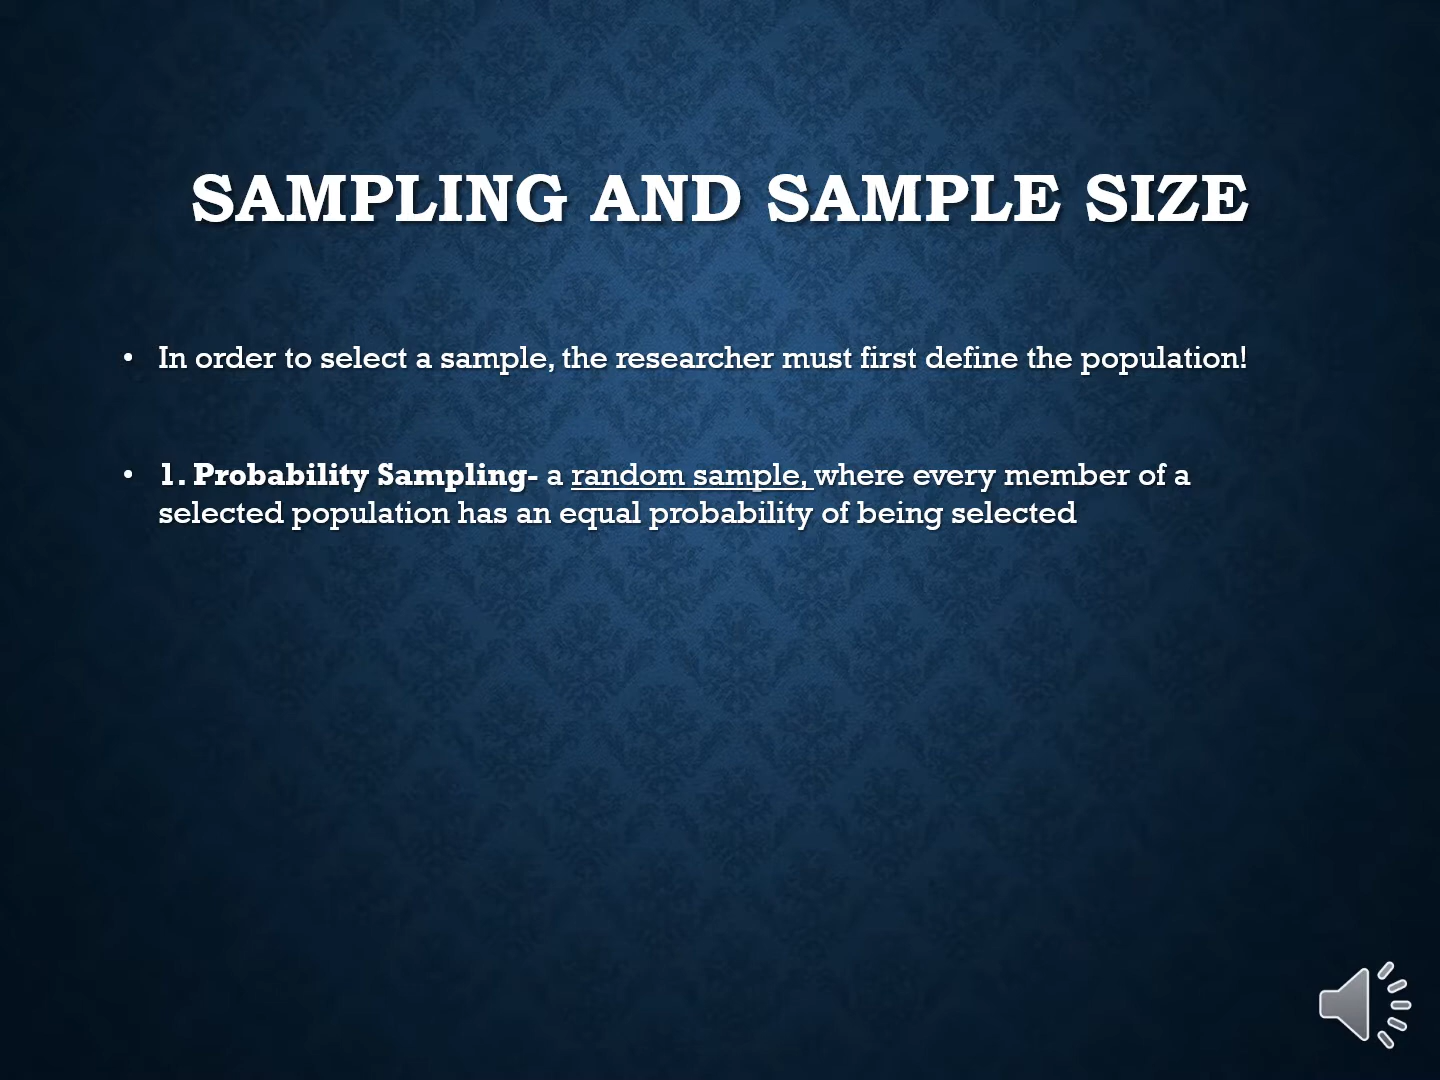 SAMPLING AND SAMPLE SIZE
• In order to select a sample, the researcher must first define the population!
• 1. Probability Sampling- a random sample, where every member of a
selected population has an equal probability of being selected